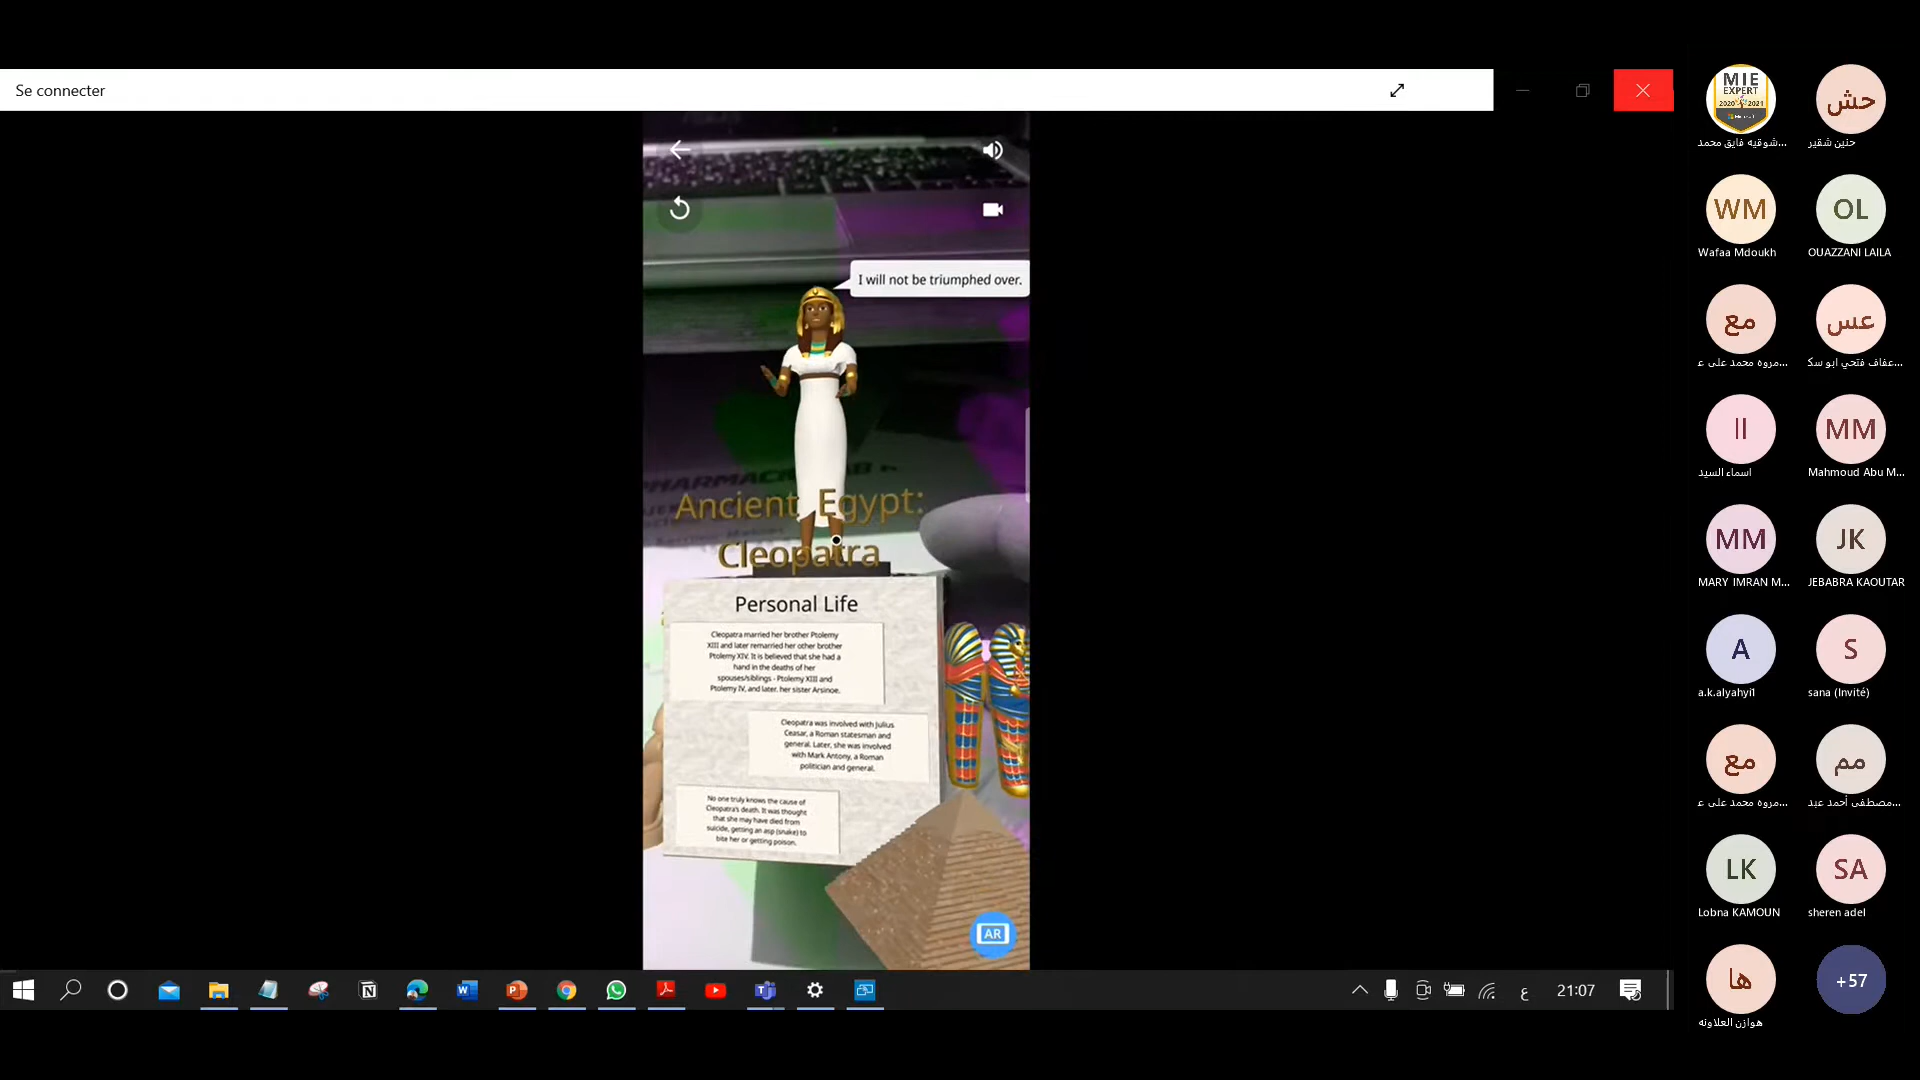 Se connecter
I will not be triumphed over.
Ancient Egypt:
Cleopatra
Personal Life
Cleopatra married her brother Ptolemy
XIII and later remarried her other brother
Ptolemy XIV. It is believed that she had a
hand in the deaths of her
spouses/siblings - Ptolemy XIII and
Ptolemy IV, and later, her sister Arsinoe.
Cleopatra was involved with Julius
Ceasar, a Roman statesman and
general. Later, she was involved
with Mark Antony, a Roman
politician and general.
No one truly knows the cause of
Cleopatra's death. It was thought
that she may have died from
suicide, getting an asp (snake) to
bite her or getting poison.
AR
ع
21:07
MIE
EXPERT
2020 2021
شوقيه فايق محمد...
حش
حنين شقير
WM
Wafaa Mdoukh
OL
OUAZZANI LAILA
مع
مروه محمد على ع...
عس
عفاف فتحي ابو سك...
اا
اسماء السيد
MM
Mahmoud Abu M...
MM
MARY IMRAN M...
JK
JEBABRA KAOUTAR
A
a.k.alyahyi1
S
sana (Invité)
مع
مروه محمد على ع...
مم
مصطفى أحمد عبد...
LK
Lobna KAMOUN
SA
sheren adel
ها
هوازن العلاونه
+57